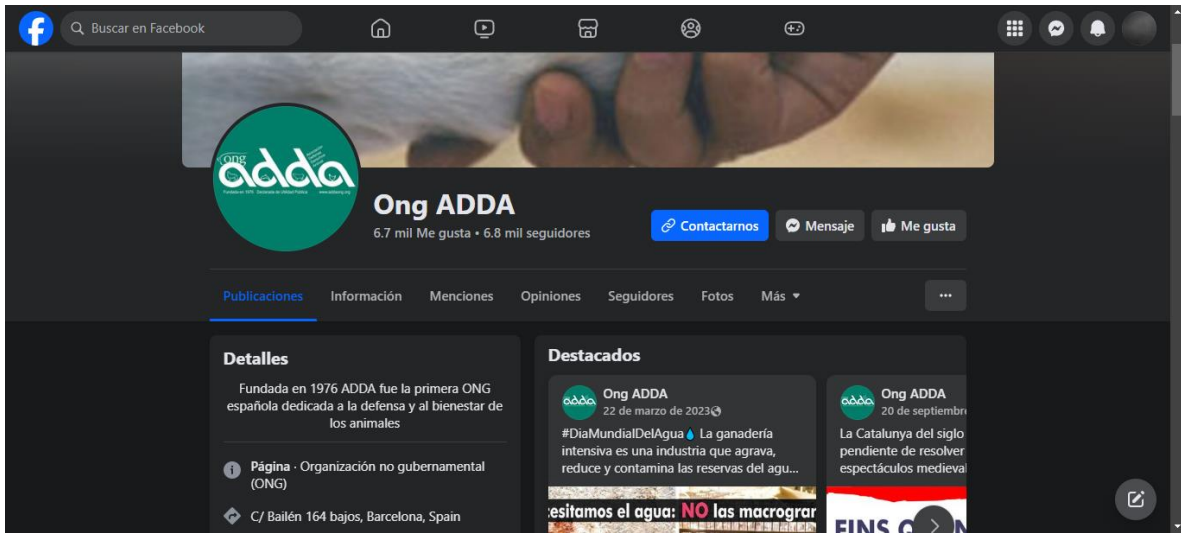 Buscar en Facebook
ong
adda
Ong ADDA
6.7 mil Me gusta • 6.8 mil seguidores
Contactarnos
Mensaje
Me gusta
Publicaciones
Información
Menciones
Opiniones
Seguidores
Fotos
Más
Detalles
Fundada en 1976 ADDA fue la primera ONG
española dedicada a la defensa y al bienestar de
los animales
Página · Organización no gubernamental
(ONG)
C/ Bailén 164 bajos, Barcelona, Spain
Destacados
adda
Ong ADDA
22 de marzo de 2023
#DiaMundialDelAgua💧 La ganadería
intensiva es una industria que agrava,
reduce y contamina las reservas del agu...
esitamos el agua: NO las macrogran
adda
Ong ADDA
20 de septiembr
La Catalunya del siglo
pendiente de resolver
espectáculos medieval
FINS